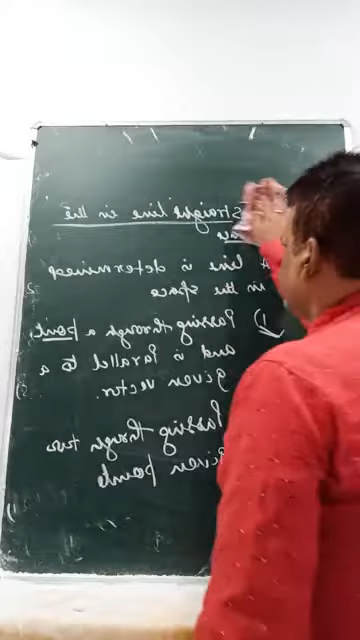 Straight line in the
space
A line is determined
in the space
1) Passing through a point,
and is Parallel to a
given vector.
Passing through two
given points